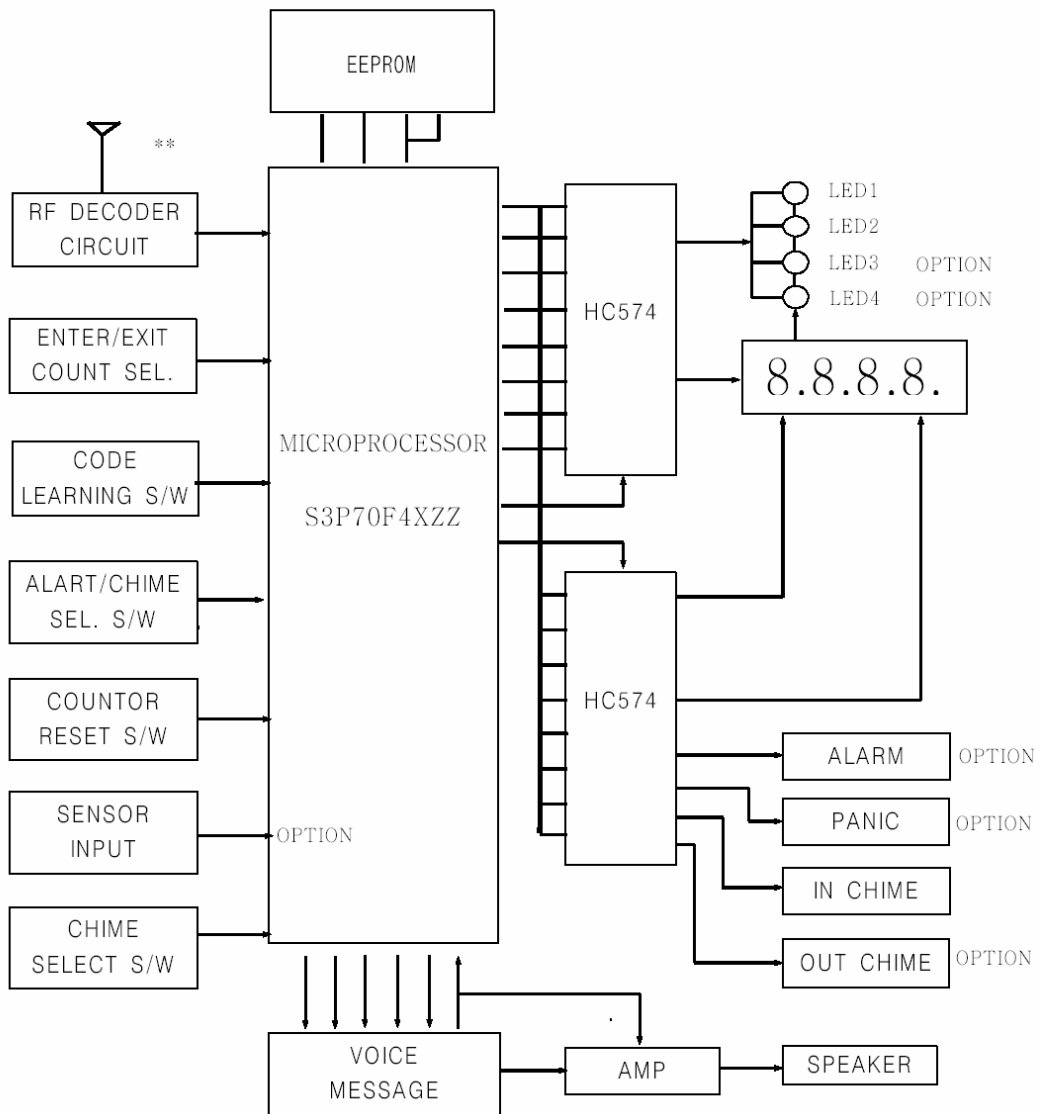 EEPROM
**
RF DECODER
CIRCUIT
ENTER/EXIT
COUNT SEL.
CODE
LEARNING S/W
ALART/CHIME
SEL. S/W
COUNTOR
RESET S/W
SENSOR
INPUT
OPTION
CHIME
SELECT S/W
MICROPROCESSOR
S3P70F4XZZ
HC574
LED1
LED2
LED3 OPTION
LED4 OPTION
8.8.8.8.
HC574
ALARM OPTION
PANIC OPTION
IN CHIME
OUT CHIME OPTION
VOICE
MESSAGE
AMP
SPEAKER